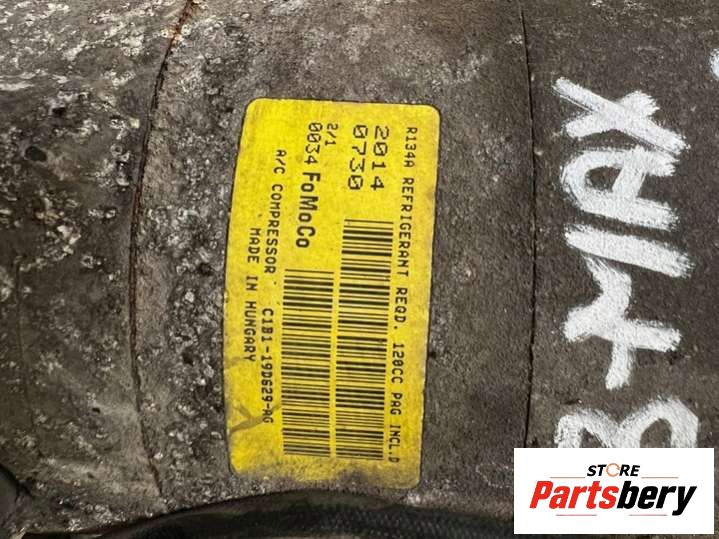 R134A REFRIGERANT REQD. 120CC PAG INCL.D
2014
0730
2/1
0034 FoMoCo
A/C COMPRESSOR C1B1-19D629-AG
MADE IN HUNGARY
B+MAX
STORE
Partsbery